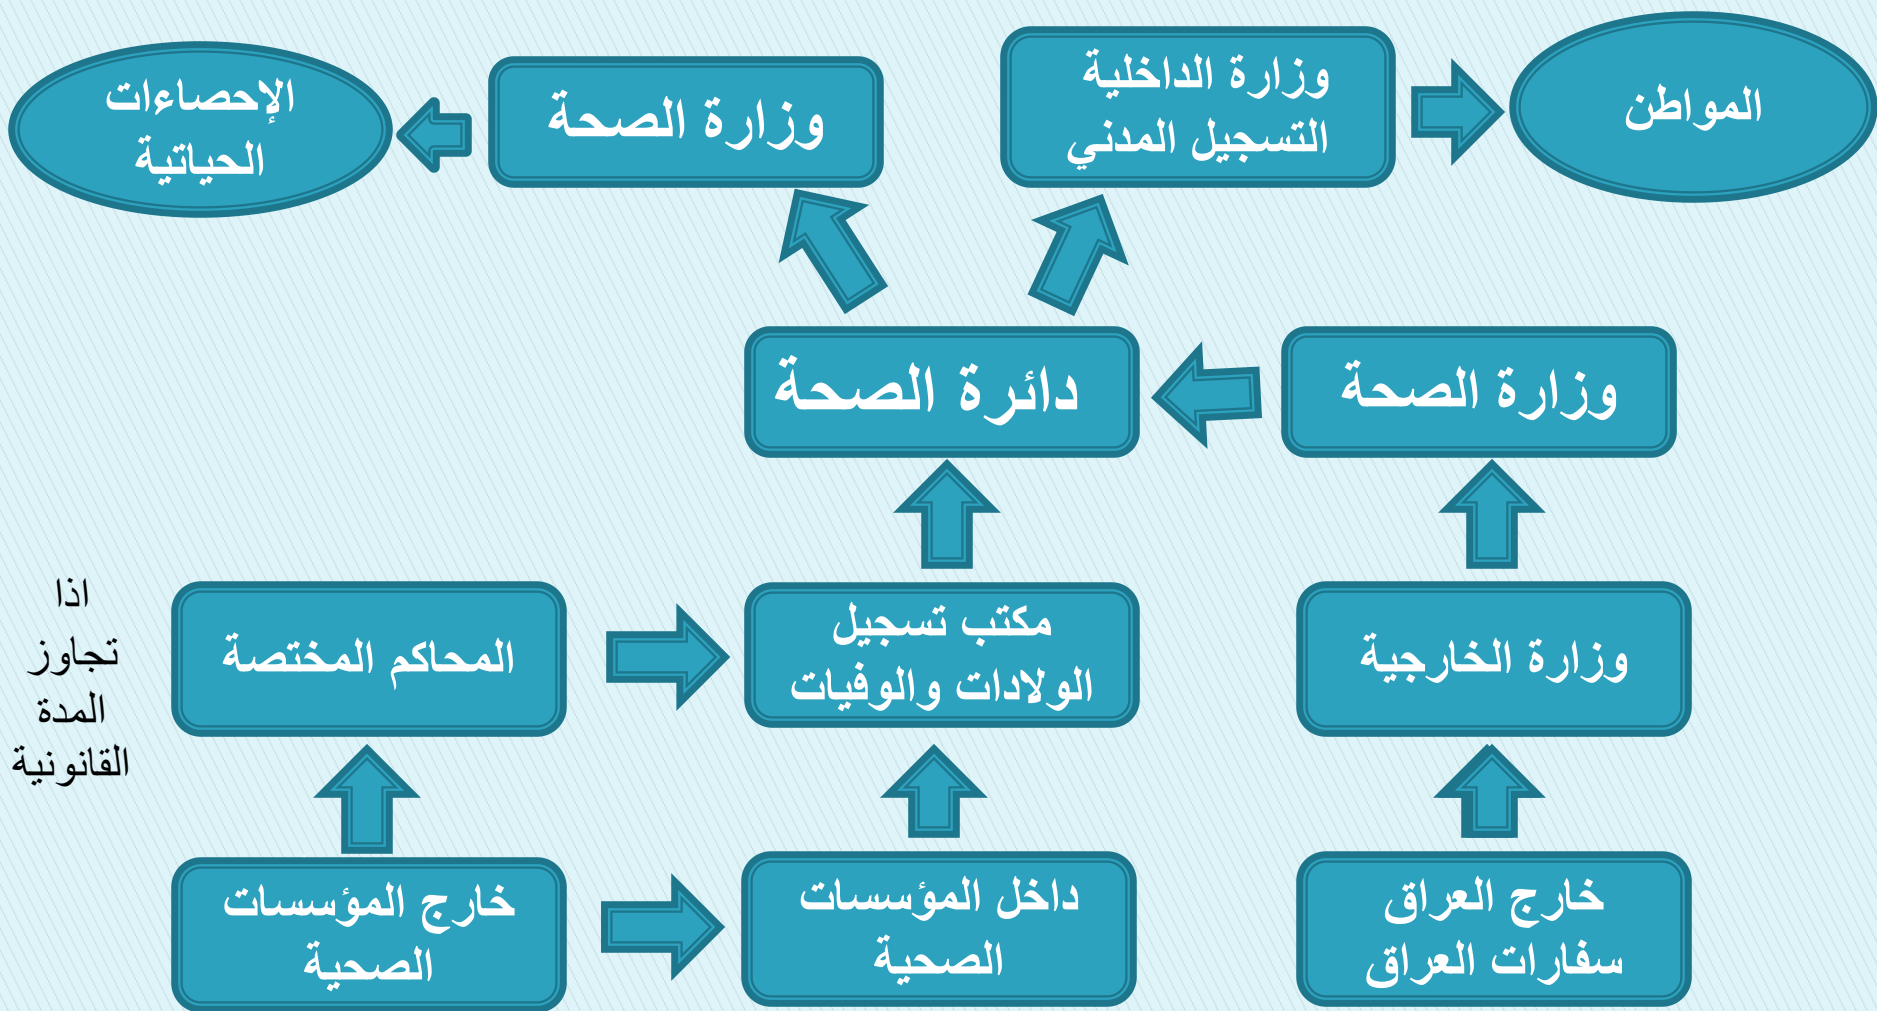 المواطن
وزارة الداخلية
التسجيل المدني
وزارة الصحة
الإحصاءات
الحياتية
وزارة الصحة
دائرة الصحة
وزارة الخارجية
مكتب تسجيل
الولادات والوفيات
المحاكم المختصة
اذا
تجاوز
المدة
القانونية
خارج العراق
سفارات العراق
داخل المؤسسات
الصحية
خارج المؤسسات
الصحية